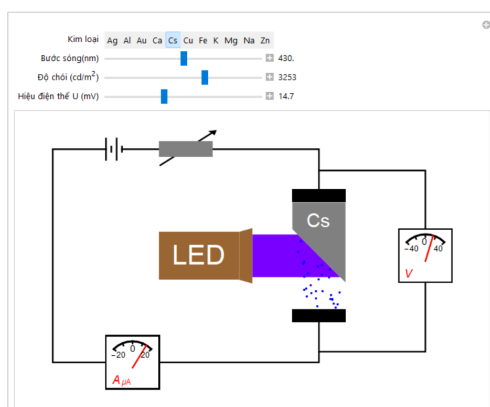 Kim loại Ag Al Au Ca Cs Cu Fe K Mg Na Zn
Bước sóng(nm) 430.
Độ chói (cd/m²) 3253
Hiệu điện thế U (mV) 14.7
Cs
LED
-40 0 40
V
-20 0 20
A μA